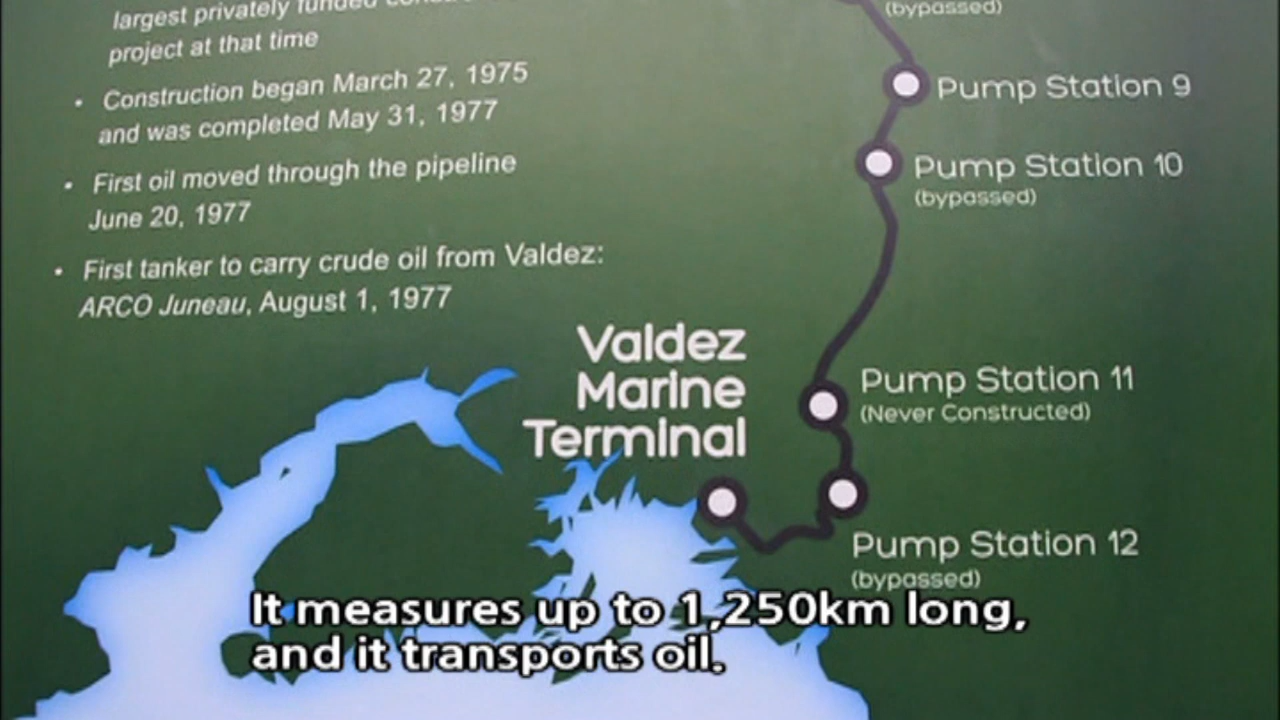 largest privately funded
project at that time
• Construction began March 27, 1975
and was completed May 31, 1977
• First oil moved through the pipeline
June 20, 1977
• First tanker to carry crude oil from Valdez:
ARCO Juneau, August 1, 1977
(bypassed)
Pump Station 9
Pump Station 10
(bypassed)
Valdez
Marine
Terminal
Pump Station 11
(Never Constructed)
Pump Station 12
(bypassed)
It measures up to 1,250km long,
and it transports oil.